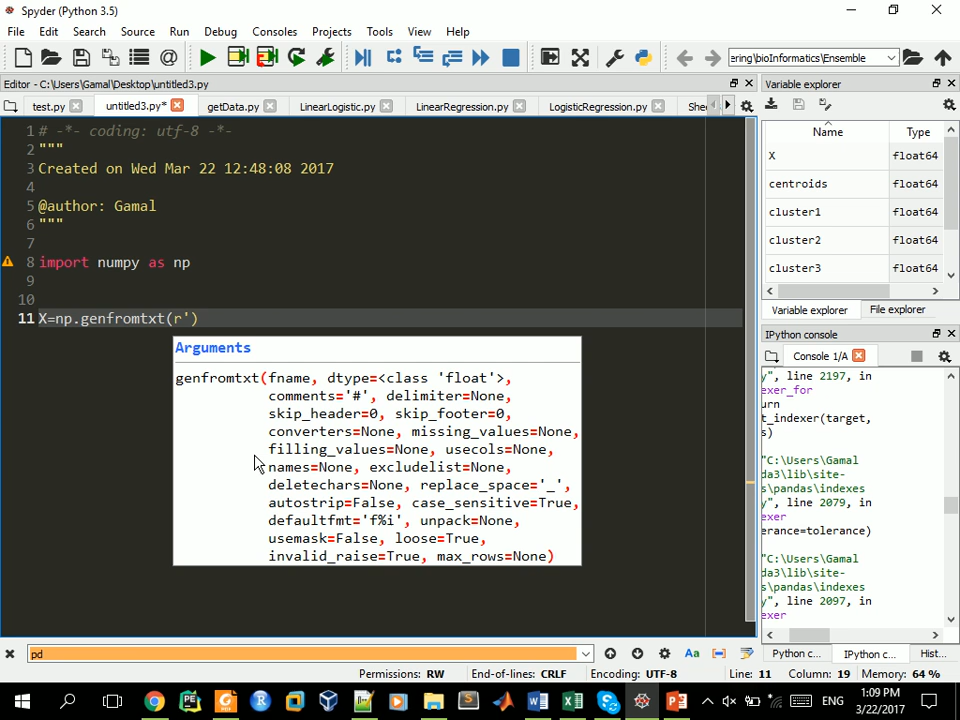 Spyder (Python 3.5)
File Edit Search Source Run Debug Consoles Projects Tools View Help
ering\bioInformatics\Ensemble
Editor - C:\Users\Gamal\Desktop\untitled3.py
test.py untitled3.py* getData.py LinearLogistic.py LinearRegression.py LogisticRegression.py She
1 # -*- coding: utf-8 -*-
2 """
3 Created on Wed Mar 22 12:48:08 2017
4
5 @author: Gamal
6 """
7
8 import numpy as np
9
10
11 X=np.genfromtxt(r')
Arguments
genfromtxt(fname, dtype=<class 'float'>,
comments='#', delimiter=None,
skip_header=0, skip_footer=0,
converters=None, missing_values=None,
filling_values=None, usecols=None,
names=None, excludelist=None,
deletechars=None, replace_space='_',
autostrip=False, case_sensitive=True,
defaultfmt='f%i', unpack=None,
usemask=False, loose=True,
invalid_raise=True, max_rows=None)
pd
Aa
Variable explorer
Name Type
X float64
centroids float64
cluster1 float64
cluster2 float64
cluster3 float64
Variable explorer File explorer
IPython console
Console 1/A
y", line 2197, in
exer_for
urn
t_indexer(target,
s)
"C:\Users\Gamal
da3\lib\site-
s\pandas\indexes
y", line 2079, in
exer
erance=tolerance)
"C:\Users\Gamal
da3\lib\site-
s\pandas\indexes
y", line 2097, in
exer
Python c... IPython c... Hist...
Permissions: RW End-of-lines: CRLF Encoding: UTF-8 Line: 11 Column: 19 Memory: 64 %
ENG
1:09 PM
3/22/2017